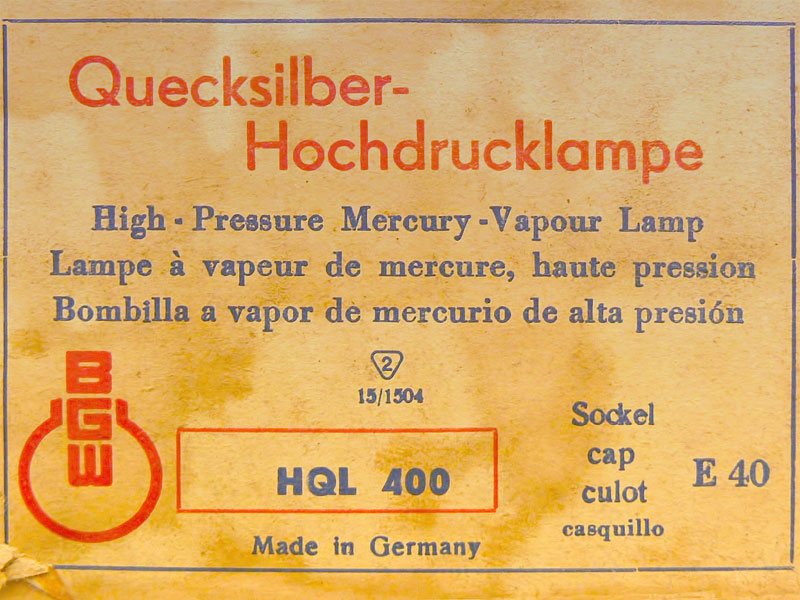 Quecksilber-
Hochdrucklampe
High - Pressure Mercury - Vapour Lamp
Lampe à vapeur de mercure, haute pression
Bombilla a vapor de mercurio de alta presión
2
15/1504
BGW
HQL 400
Sockel
cap
culot
casquillo
E 40
Made in Germany